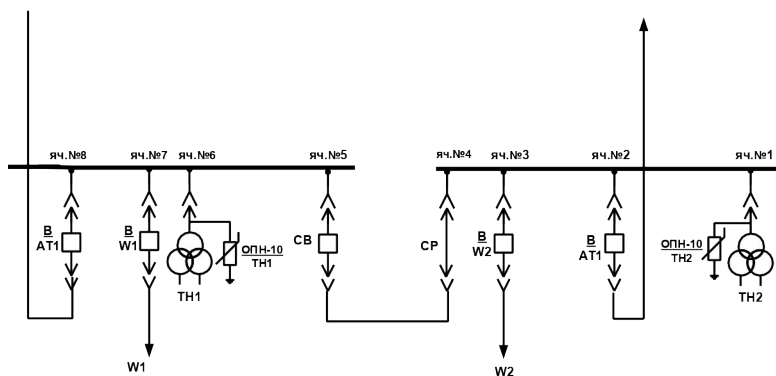 яч.№8 яч.№7 яч.№6 яч.№5 яч.№4 яч.№3 яч.№2 яч.№1
В
АТ1
В
W1
ОПН-10
ТН1
ТН1
СВ
СР
В
W2
В
АТ1
ОПН-10
ТН2
ТН2
W1
W2